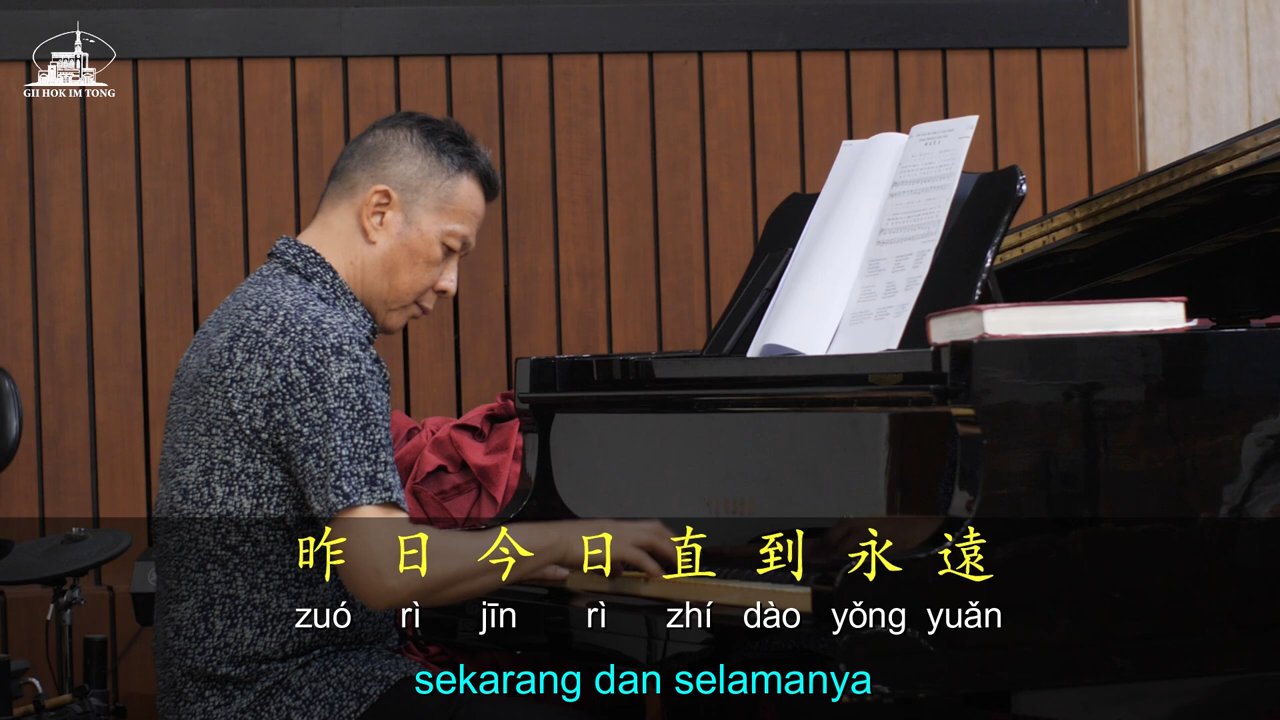 GII HOK IM TONG
昨日今日直到永遠
zuó rì jīn rì zhí dào yǒng yuǎn
sekarang dan selamanya